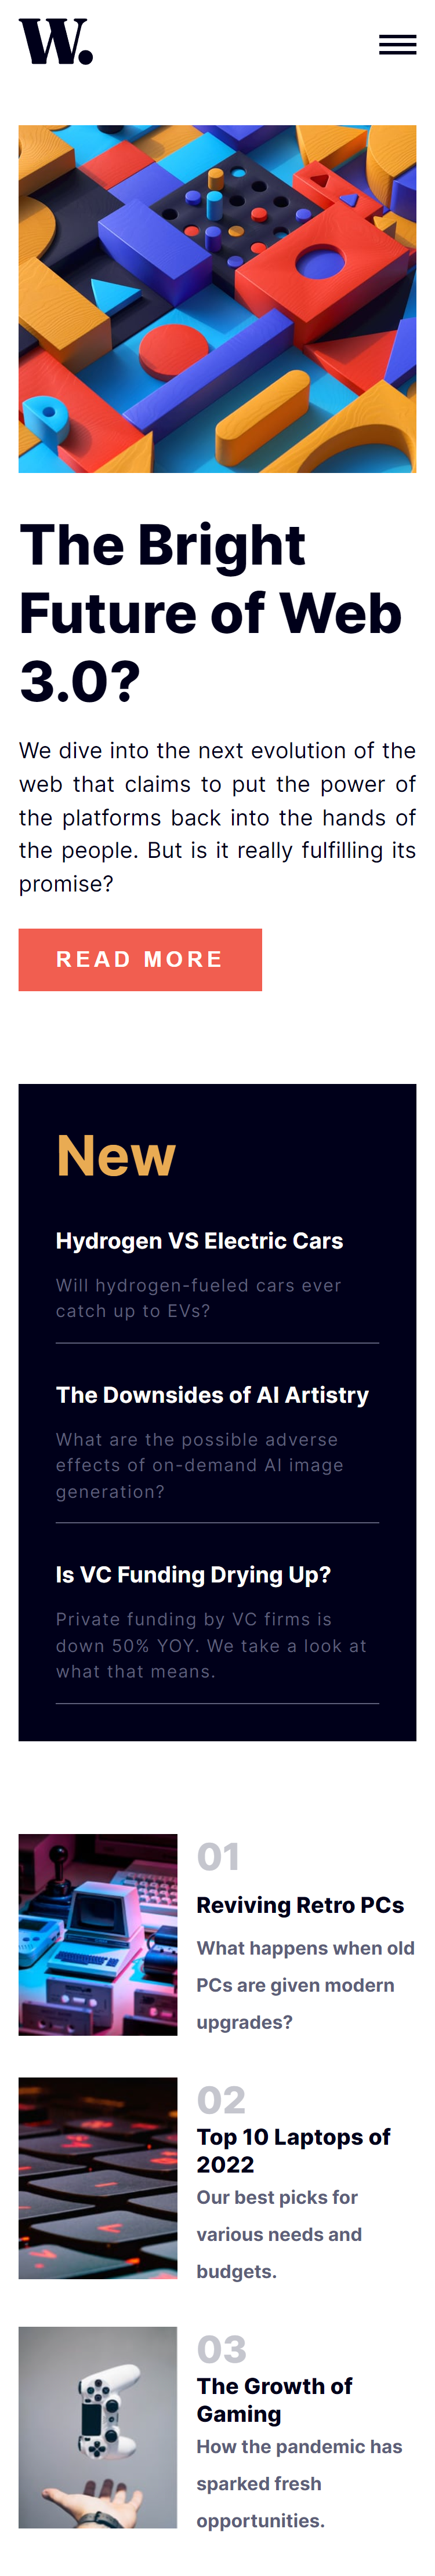 W.
The Bright
Future of Web
3.0?
We dive into the next evolution of the
web that claims to put the power of
the platforms back into the hands of
the people. But is it really fulfilling its
promise?
READ MORE
New
Hydrogen VS Electric Cars
Will hydrogen-fueled cars ever
catch up to EVs?
The Downsides of AI Artistry
What are the possible adverse
effects of on-demand AI image
generation?
Is VC Funding Drying Up?
Private funding by VC firms is
down 50% YOY. We take a look at
what that means.
01
Reviving Retro PCs
What happens when old
PCs are given modern
upgrades?
02
Top 10 Laptops of
2022
Our best picks for
various needs and
budgets.
03
The Growth of
Gaming
How the pandemic has
sparked fresh
opportunities.